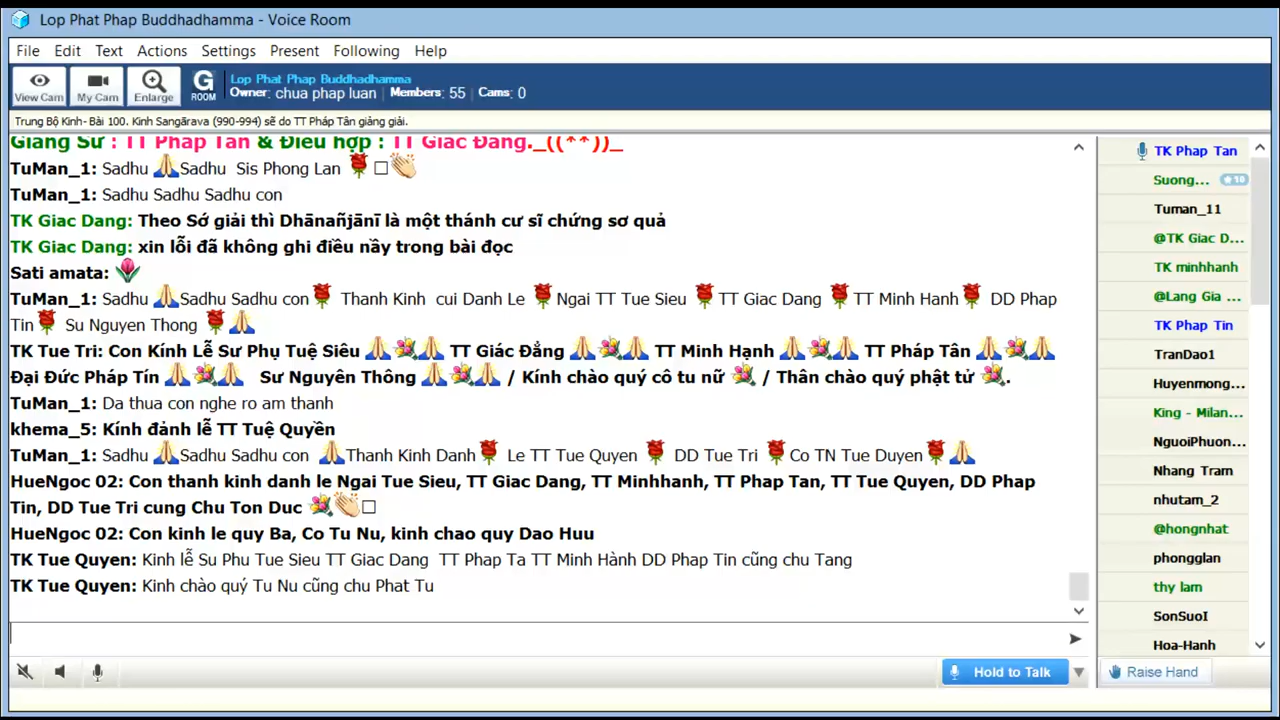 Lop Phat Phap Buddhadhamma - Voice Room
File Edit Text Actions Settings Present Following Help
View Cam My Cam Enlarge G ROOM
Lop Phat Phap Buddhadhamma
Owner: chua phap luan Members: 55 Cams: 0
Trung Bộ Kinh- Bài 100. Kinh Sangārava (990-994) sẽ do TT Pháp Tân giảng giải.
Giảng Sư : TT Pháp Tân & Điều hợp : TT Giác Đẳng._((**))_
TuMan_1: Sadhu 🙏Sadhu Sis Phong Lan 🌹□👏
TuMan_1: Sadhu Sadhu Sadhu con
TK Giac Dang: Theo Sớ giải thì Dhānañjānī là một thánh cư sĩ chứng sơ quả
TK Giac Dang: xin lỗi đã không ghi điều nầy trong bài đọc
Sati amata: 🌷
TuMan_1: Sadhu 🙏Sadhu Sadhu con🌹 Thanh Kinh cui Danh Le 🌹Ngai TT Tue Sieu 🌹TT Giac Dang 🌹TT Minh Hanh🌹 DD Phap
Tin🌹 Su Nguyen Thong 🌹🙏
TK Tue Tri: Con Kính Lễ Sư Phụ Tuệ Siêu 🙏💐🙏 TT Giác Đẳng 🙏💐🙏 TT Minh Hạnh 🙏💐🙏 TT Pháp Tân 🙏💐🙏
Đại Đức Pháp Tín 🙏💐🙏 Sư Nguyên Thông 🙏💐🙏 / Kính chào quý cô tu nữ 💐 / Thân chào quý phật tử 💐.
TuMan_1: Da thua con nghe ro am thanh
khema_5: Kính đảnh lễ TT Tuệ Quyền
TuMan_1: Sadhu 🙏Sadhu Sadhu con 🙏Thanh Kinh Danh🌹 Le TT Tue Quyen 🌹 DD Tue Tri 🌹Co TN Tue Duyen🌹🙏
HueNgoc 02: Con thanh kinh danh le Ngai Tue Sieu, TT Giac Dang, TT Minhhanh, TT Phap Tan, TT Tue Quyen, DD Phap
Tin, DD Tue Tri cung Chu Ton Duc 💐👏□
HueNgoc 02: Con kinh le quy Ba, Co Tu Nu, kinh chao quy Dao Huu
TK Tue Quyen: Kinh lễ Su Phu Tue Sieu TT Giac Dang TT Phap Ta TT Minh Hành DD Phap Tin cũng chu Tang
TK Tue Quyen: Kinh chào quý Tu Nu cũng chu Phat Tu
Hold to Talk
TK Phap Tan
Suong... ★10
Tuman_11
@TK Giac D...
TK minhhanh
@Lang Gia ...
TK Phap Tin
TranDao1
Huyenmong...
King - Milan...
NguoiPhuon...
Nhang Tram
nhutam_2
@hongnhat
phongglan
thy lam
SonSuoI
Hoa-Hanh
Raise Hand